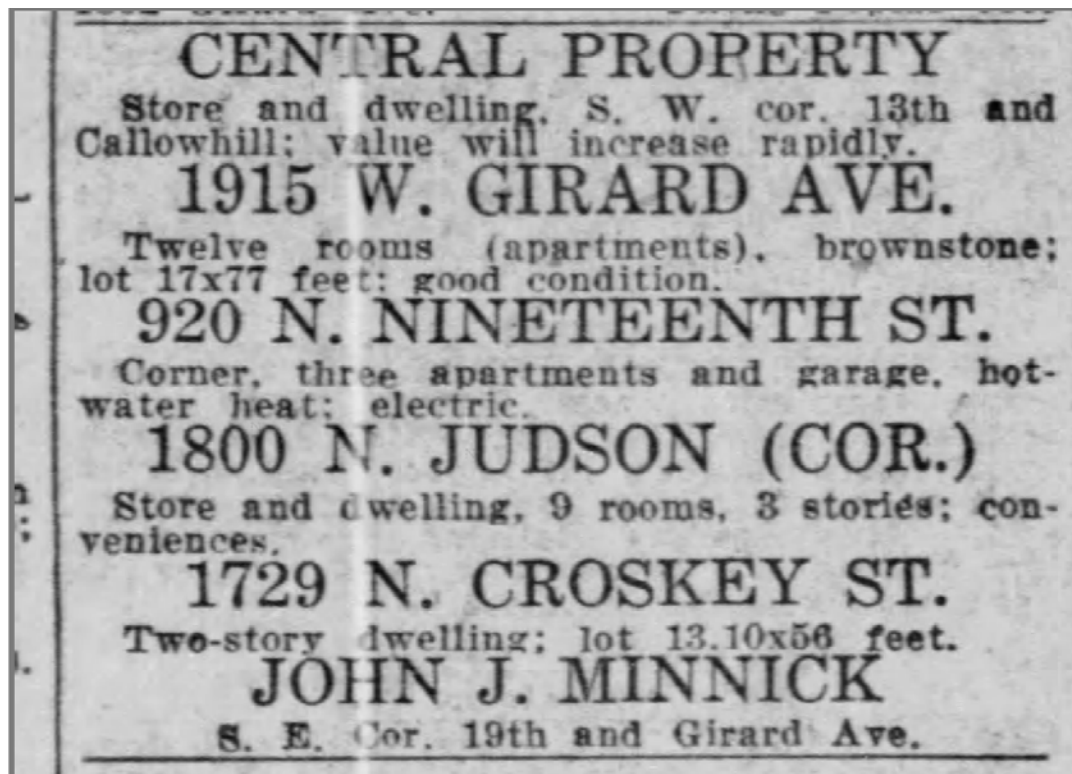 CENTRAL PROPERTY
Store and dwelling, S. W. cor. 13th and
Callowhill; value will increase rapidly.
1915 W. GIRARD AVE.
Twelve rooms (apartments), brownstone;
lot 17x77 feet; good condition.
920 N. NINETEENTH ST.
Corner, three apartments and garage, hot-
water heat; electric.
1800 N. JUDSON (COR.)
Store and dwelling, 9 rooms, 3 stories; con-
veniences.
1729 N. CROSKEY ST.
Two-story dwelling; lot 13.10x56 feet.
JOHN J. MINNICK
S. E. Cor. 19th and Girard Ave.